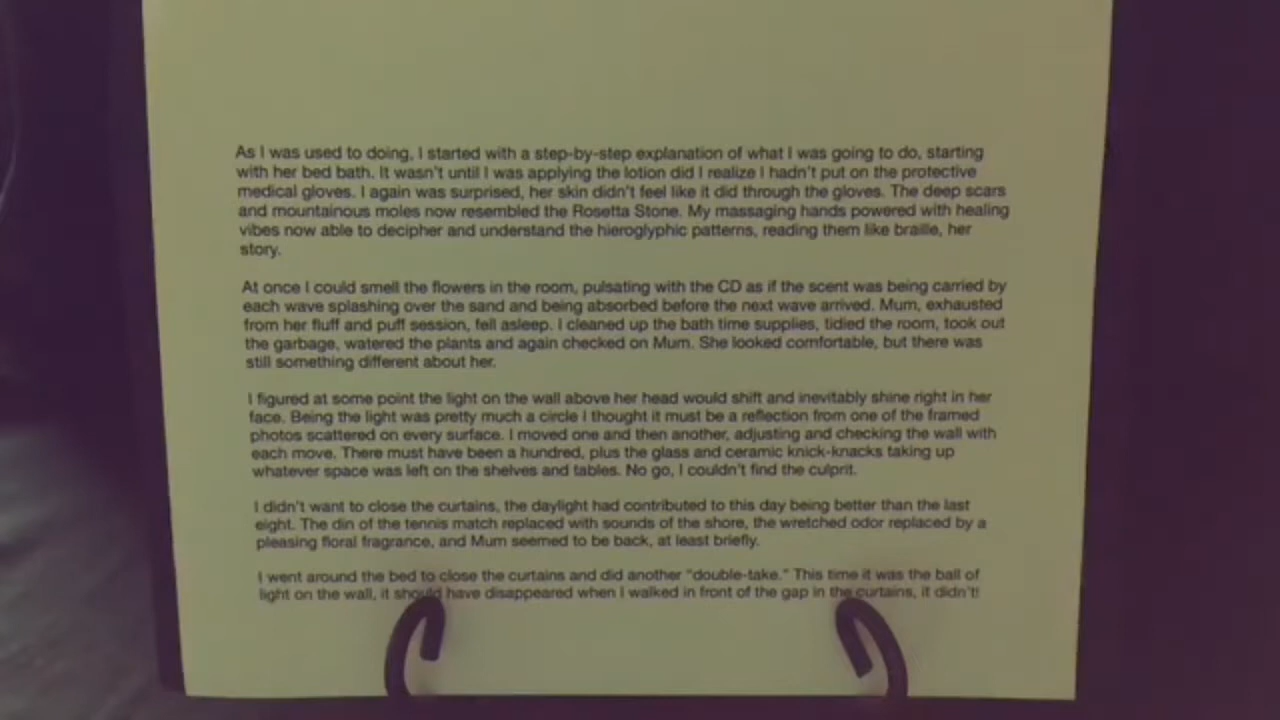 As I was used to doing, I started with a step-by-step explanation of what I was going to do, starting
with her bed bath. It wasn't until I was applying the lotion did I realize I hadn't put on the protective
medical gloves. I again was surprised, her skin didn't feel like it did through the gloves. The deep scars
and mountainous moles now resembled the Rosetta Stone. My massaging hands powered with healing
vibes now able to decipher and understand the hieroglyphic patterns, reading them like braille, her
story.
At once I could smell the flowers in the room, pulsating with the CD as if the scent was being carried by
each wave splashing over the sand and being absorbed before the next wave arrived. Mum, exhausted
from her fluff and puff session, fell asleep. I cleaned up the bath time supplies, tidied the room, took out
the garbage, watered the plants and again checked on Mum. She looked comfortable, but there was
still something different about her.
I figured at some point the light on the wall above her head would shift and inevitably shine right in her
face. Being the light was pretty much a circle I thought it must be a reflection from one of the framed
photos scattered on every surface. I moved one and then another, adjusting and checking the wall with
each move. There must have been a hundred, plus the glass and ceramic knick-knacks taking up
whatever space was left on the shelves and tables. No go, I couldn't find the culprit.
I didn't want to close the curtains, the daylight had contributed to this day being better than the last
eight. The din of the tennis match replaced with sounds of the shore, the wretched odor replaced by a
pleasing floral fragrance, and Mum seemed to be back, at least briefly.
I went around the bed to close the curtains and did another "double-take." This time it was the ball of
light on the wall, it should have disappeared when I walked in front of the gap in the curtains, it didn't!